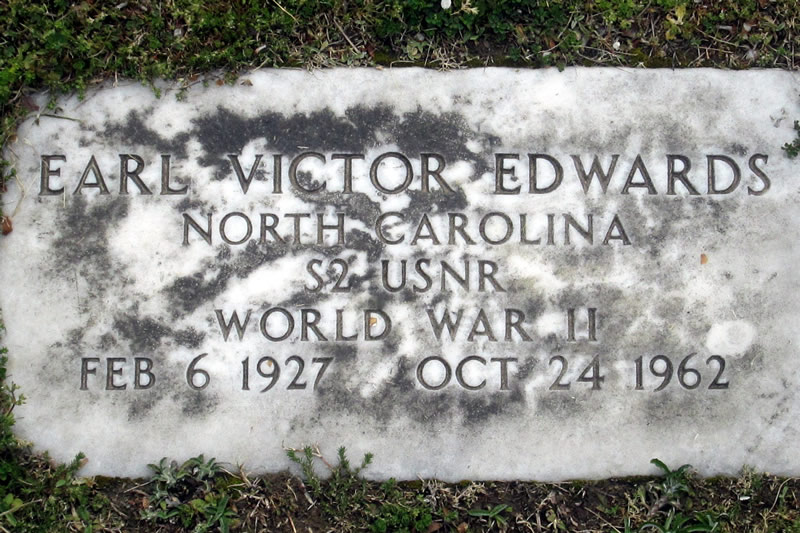 EARL VICTOR EDWARDS
NORTH CAROLINA
S2 USNR
WORLD WAR II
FEB 6 1927 OCT 24 1962